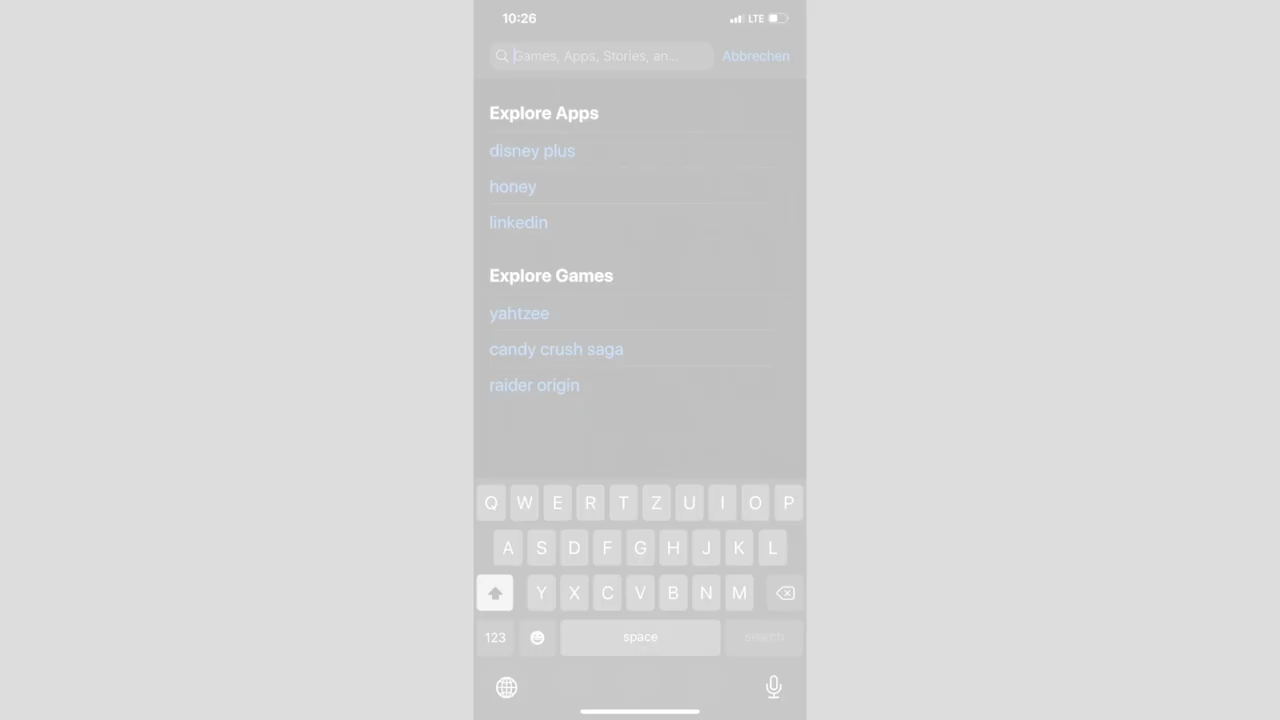 10:26
LTE
Games, Apps, Stories, an...
Abbrechen
Explore Apps
disney plus
honey
linkedin
Explore Games
yahtzee
candy crush saga
raider origin
Q W E R T Z U I O P
A S D F G H J K L
Y X C V B N M
123 space search